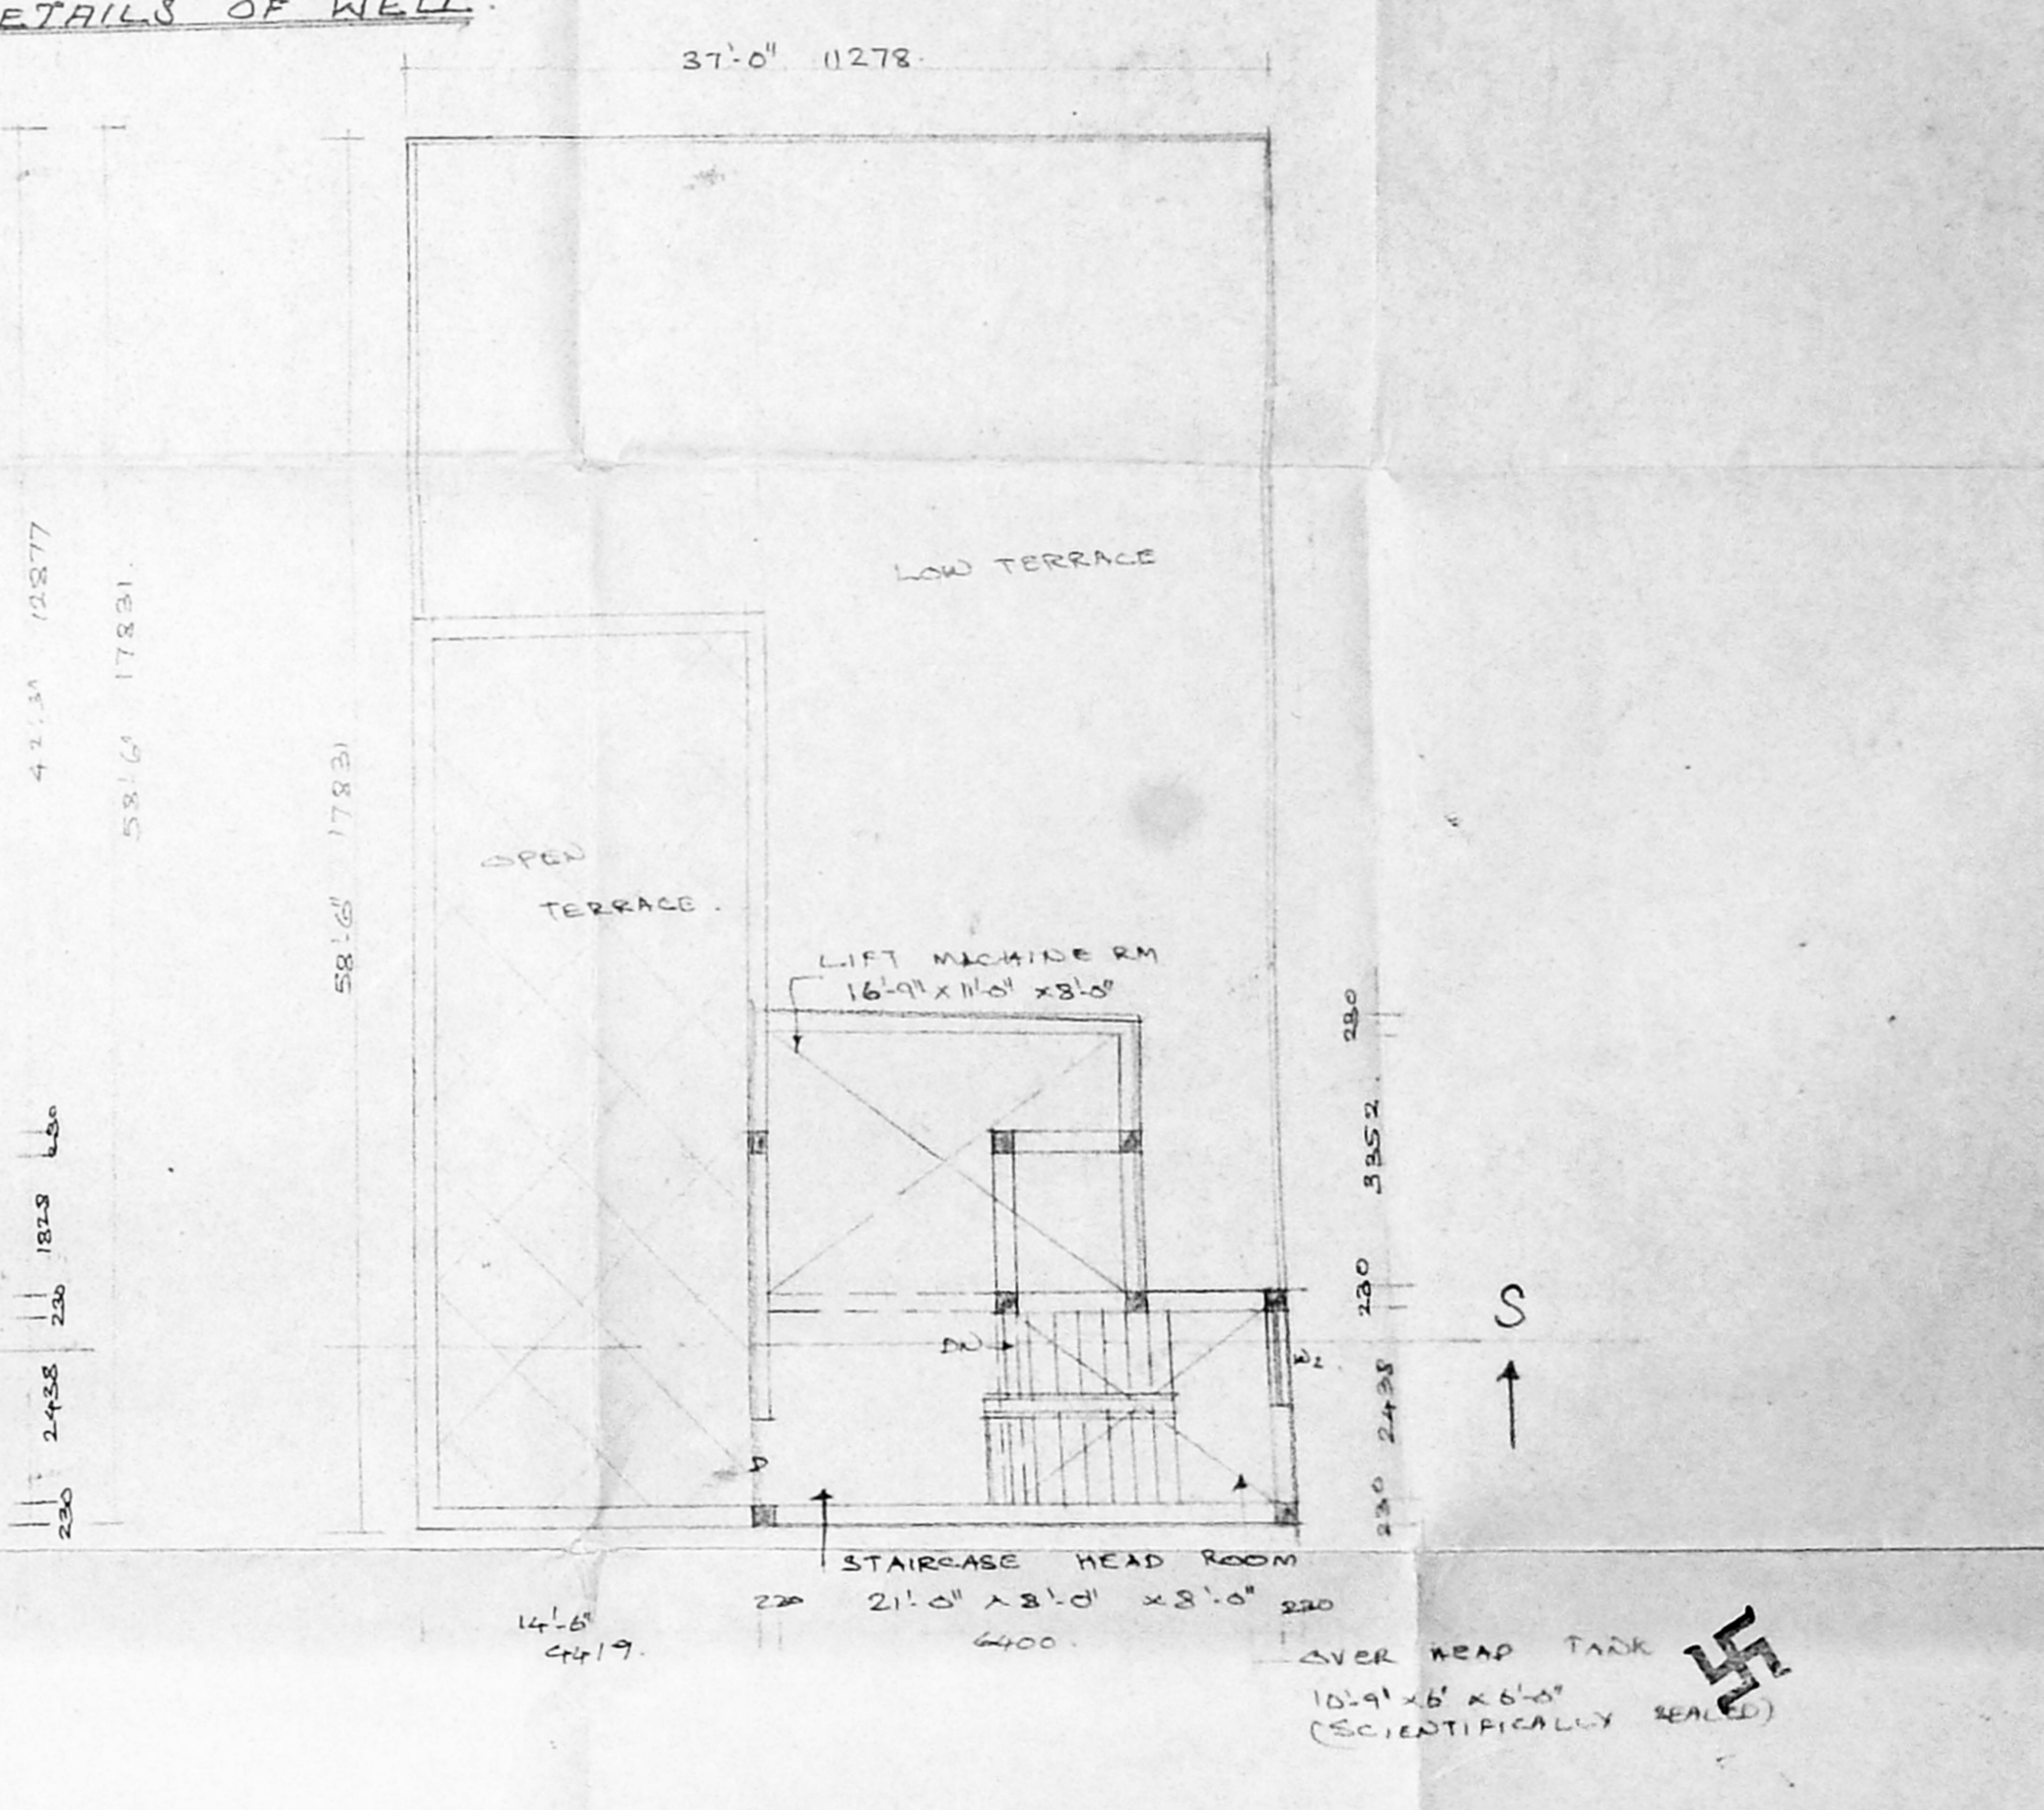 DETAILS OF WELL.
37'-0" 11278.
42'.3" 12877
58'-6" 17831.
58'-6" 17831
LOW TERRACE
OPEN
TERRACE.
LIFT MACHINE RM
16'-9" x 11'-0" x 8'-0"
230
3352.
230
2438
230
230
1828
230
2438
230
S
DN
W2.
D
STAIRCASE HEAD ROOM
230 21'-0" x 8'-0" x 8'-0" 230
14'-6"
4419.
6400.
OVER HEAD TANK
10'-9" x 6' x 6'-0"
(SCIENTIFICALLY SEALED)